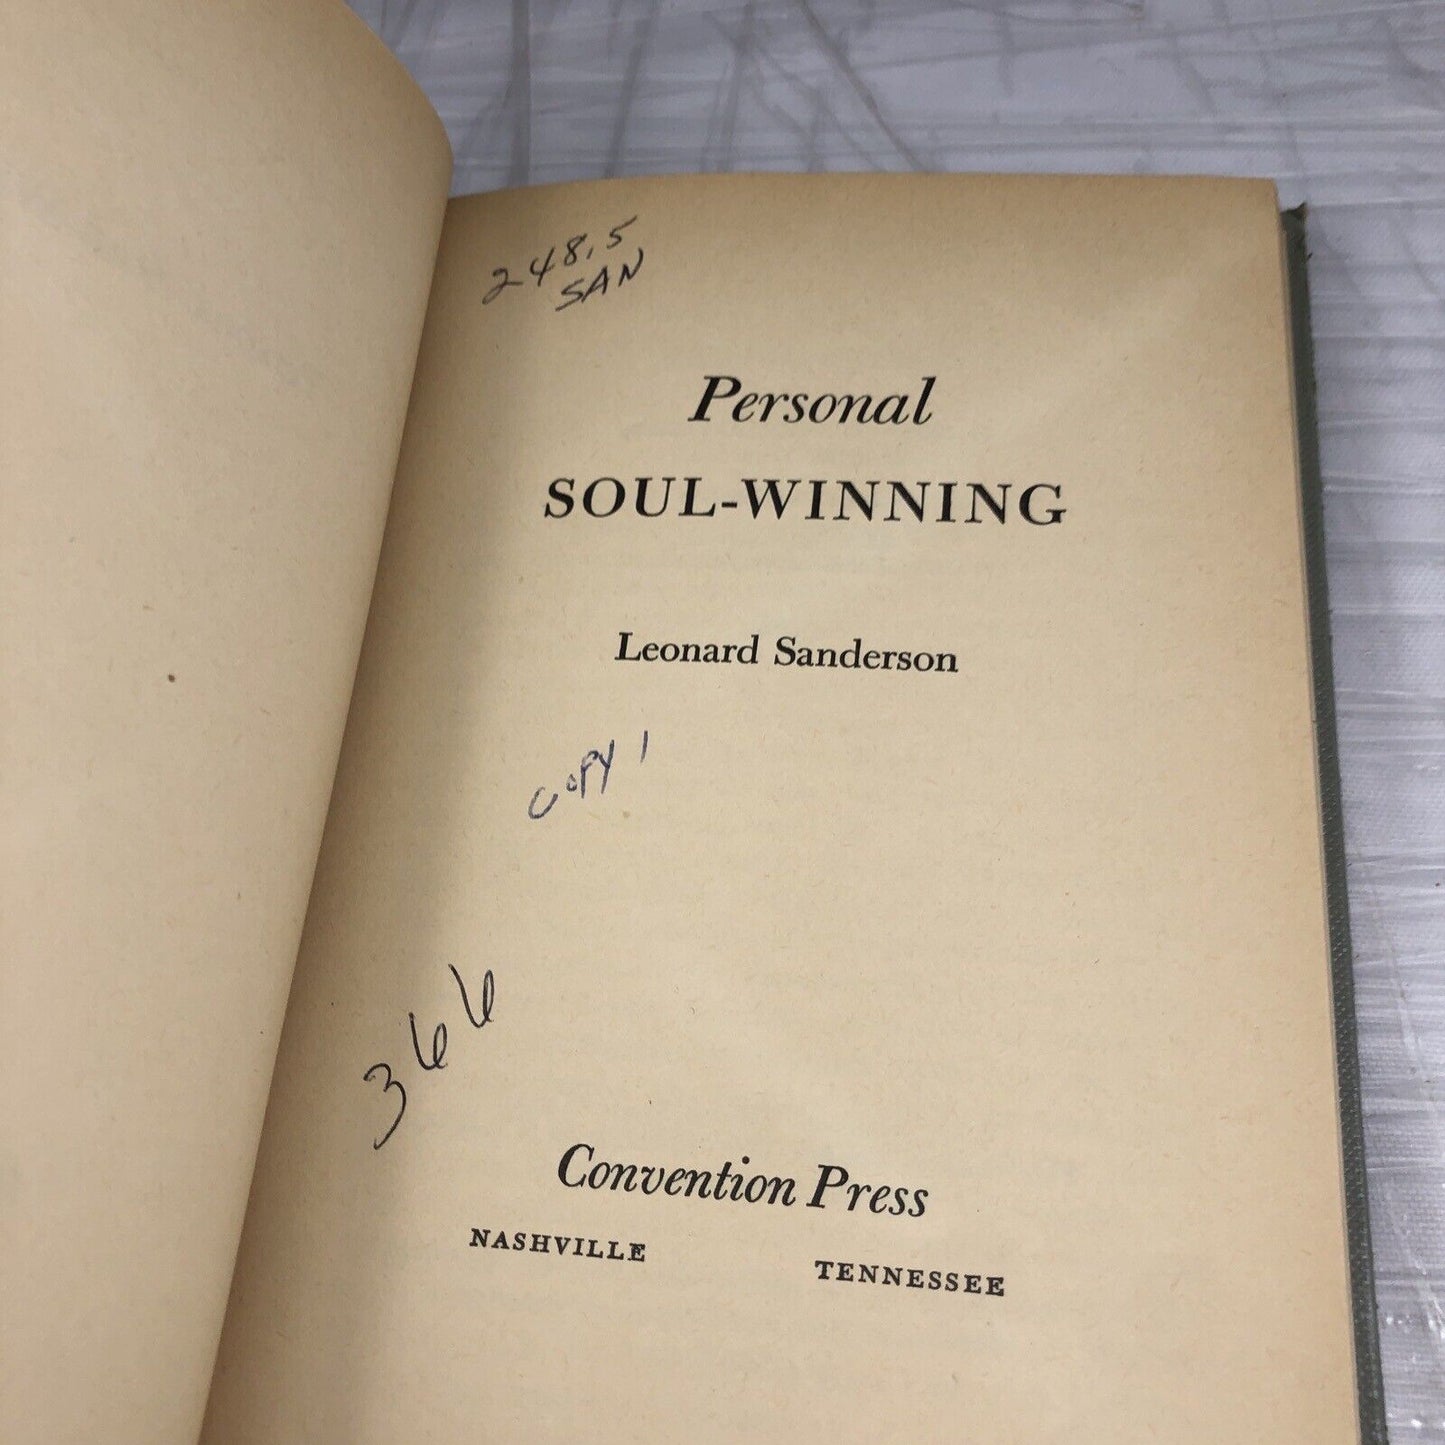 248.5
SAN
Personal
SOUL-WINNING
Leonard Sanderson
COPY 1
366
Convention Press
NASHVILLE TENNESSEE